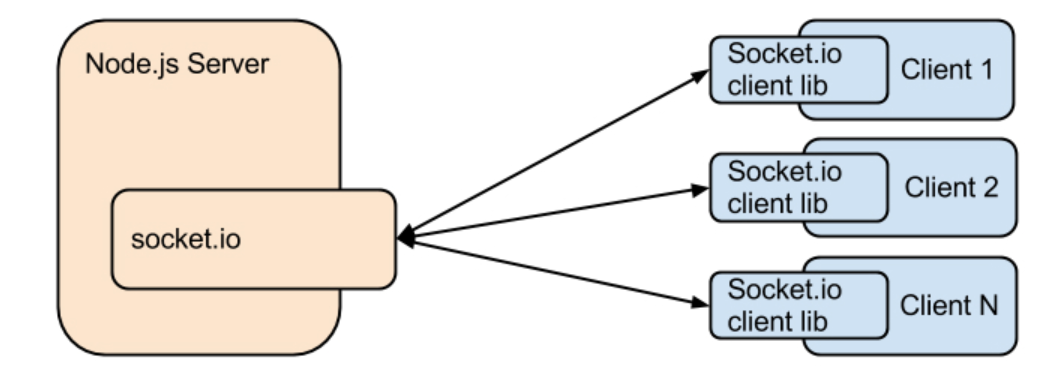 Node.js Server
socket.io
Socket.io
client lib
Client 1
Socket.io
client lib
Client 2
Socket.io
client lib
Client N